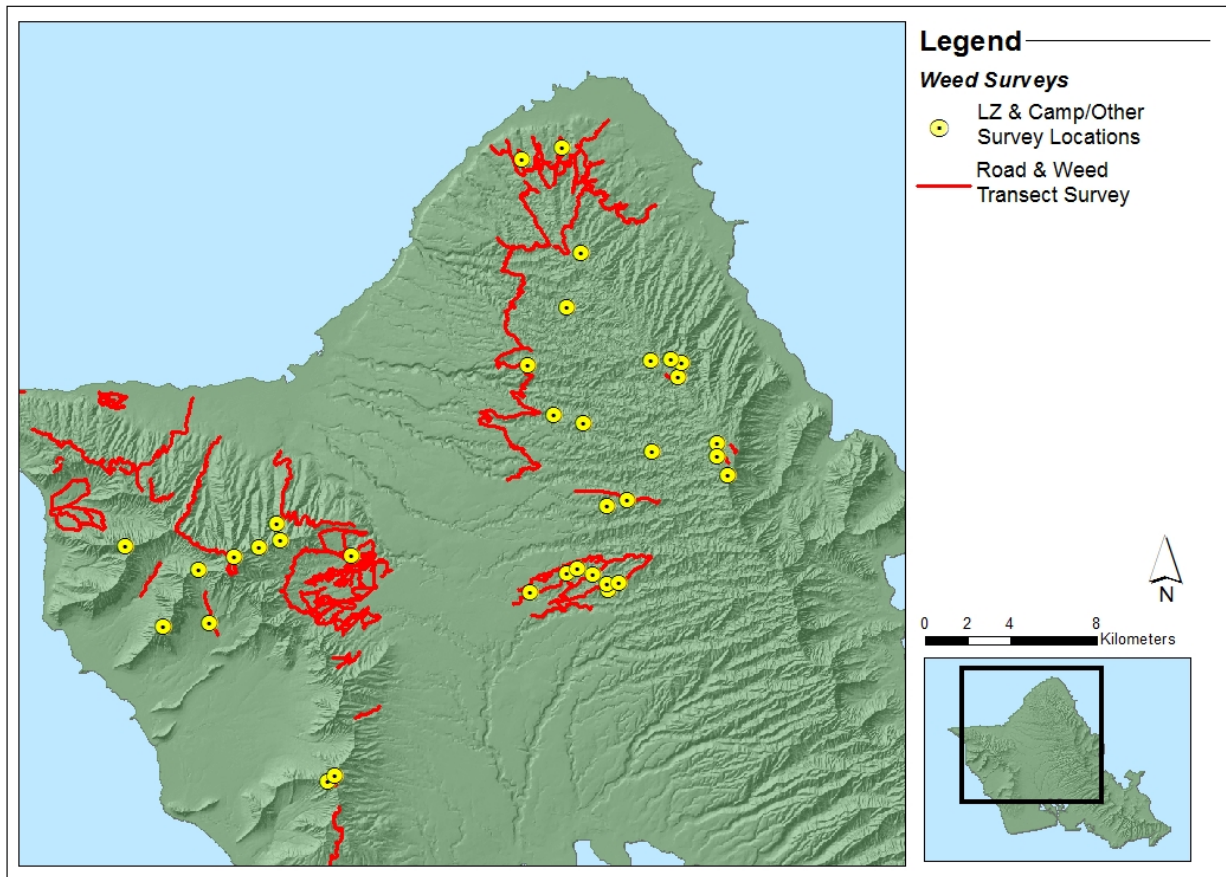 Legend
Weed Surveys
LZ & Camp/Other
Survey Locations
Road & Weed
Transect Survey
N
0 2 4 8
Kilometers